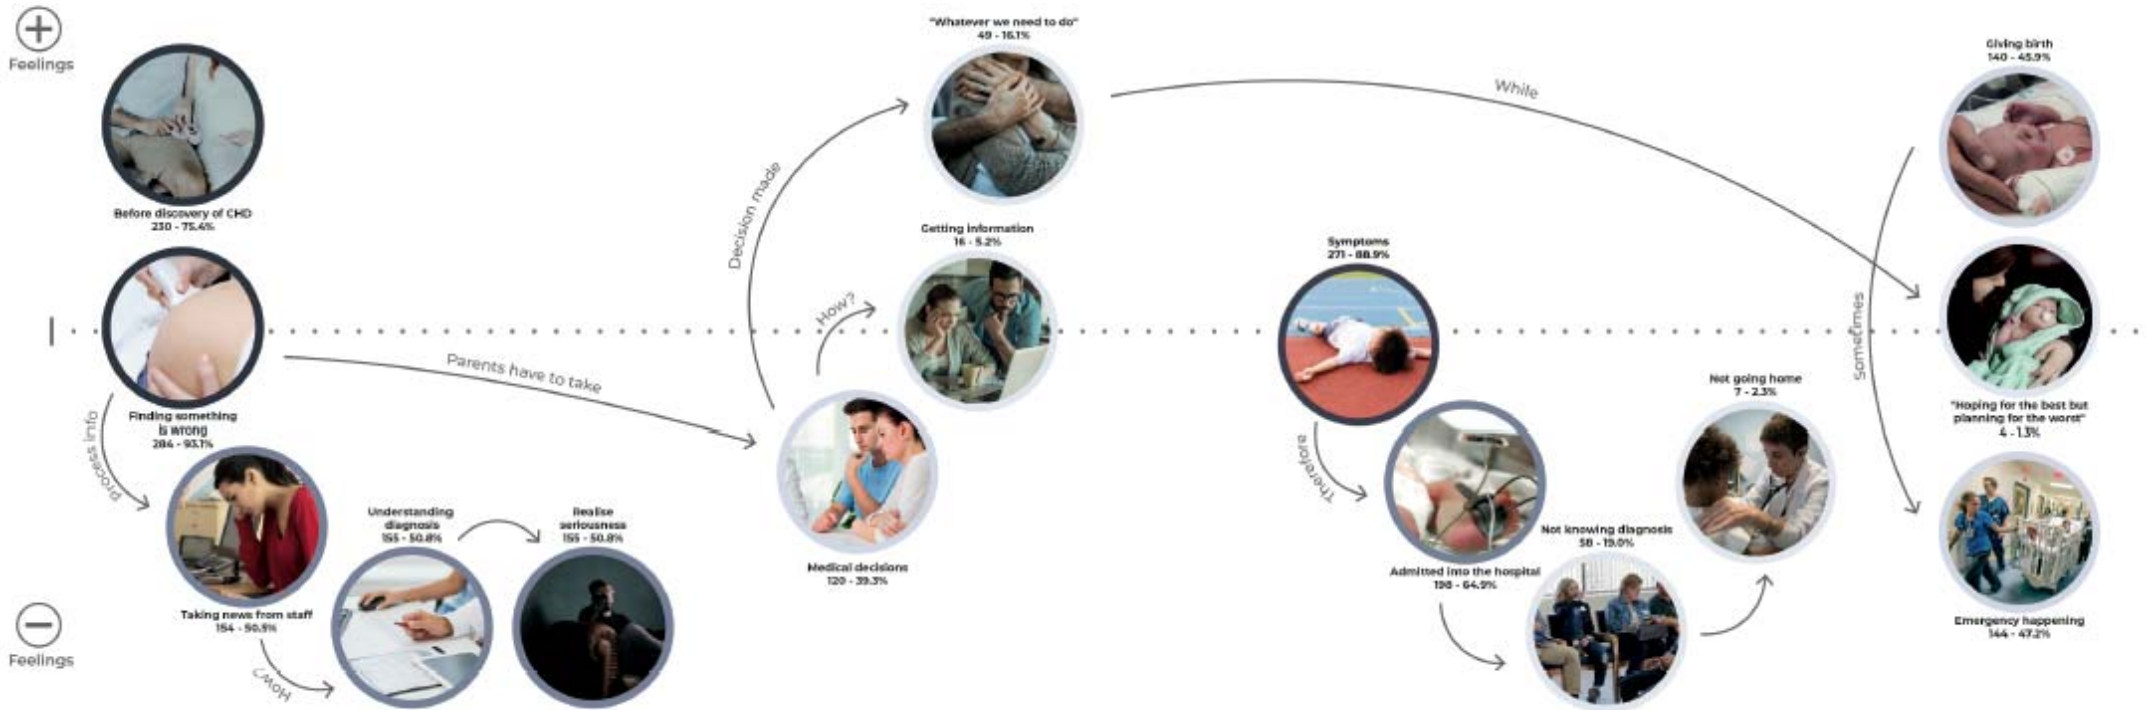 Feelings
Before discovery of CHD
230 - 75.4%
Finding something
is wrong
284 - 93.1%
Process info
Parents have to take
Taking news from staff
154 - 50.5%
How?
Understanding
diagnosis
155 - 50.8%
Realise
seriousness
155 - 50.8%
Feelings
Medical decisions
120 - 39.3%
Decision made
How?
"Whatever we need to do"
49 - 16.1%
Getting information
16 - 5.2%
While
Symptoms
271 - 88.9%
Therefore
Admitted into the hospital
198 - 64.9%
Not knowing diagnosis
58 - 19.0%
Not going home
7 - 2.3%
Giving birth
140 - 45.9%
Sometimes
"Hoping for the best but
planning for the worst"
4 - 1.3%
Emergency happening
144 - 47.2%